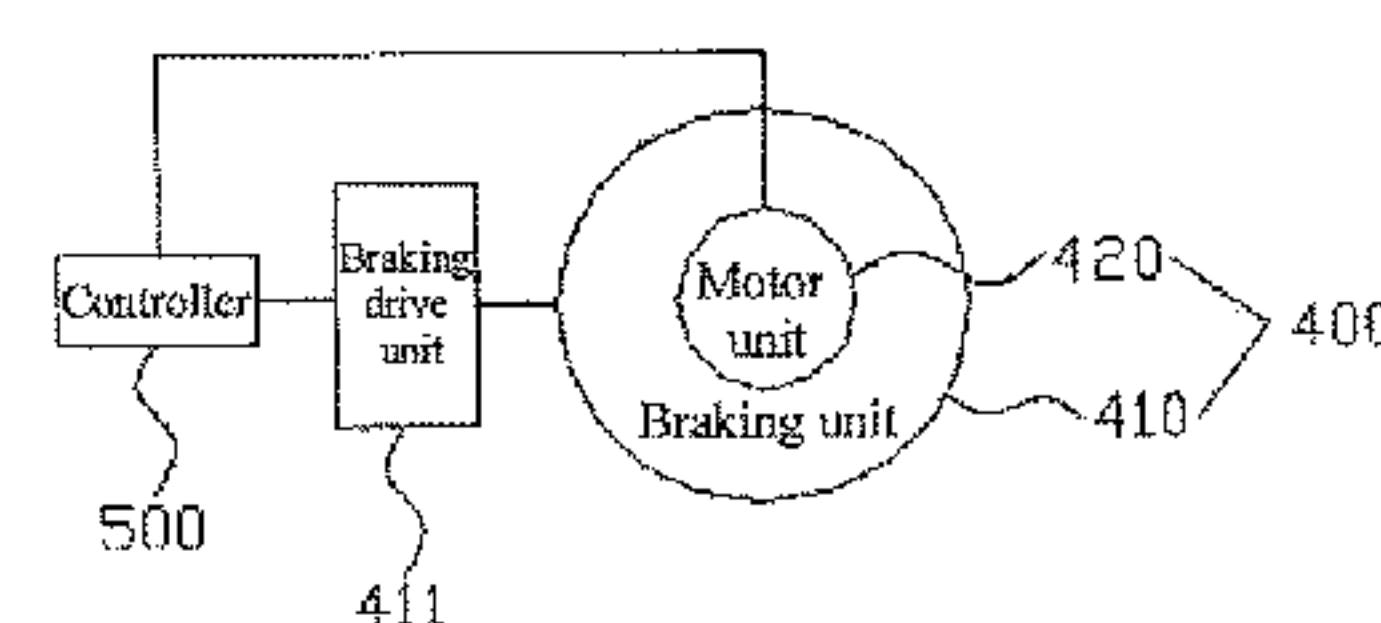 Controller
Braking
drive
unit
Motor
unit
Braking unit
420
400
410
500
411